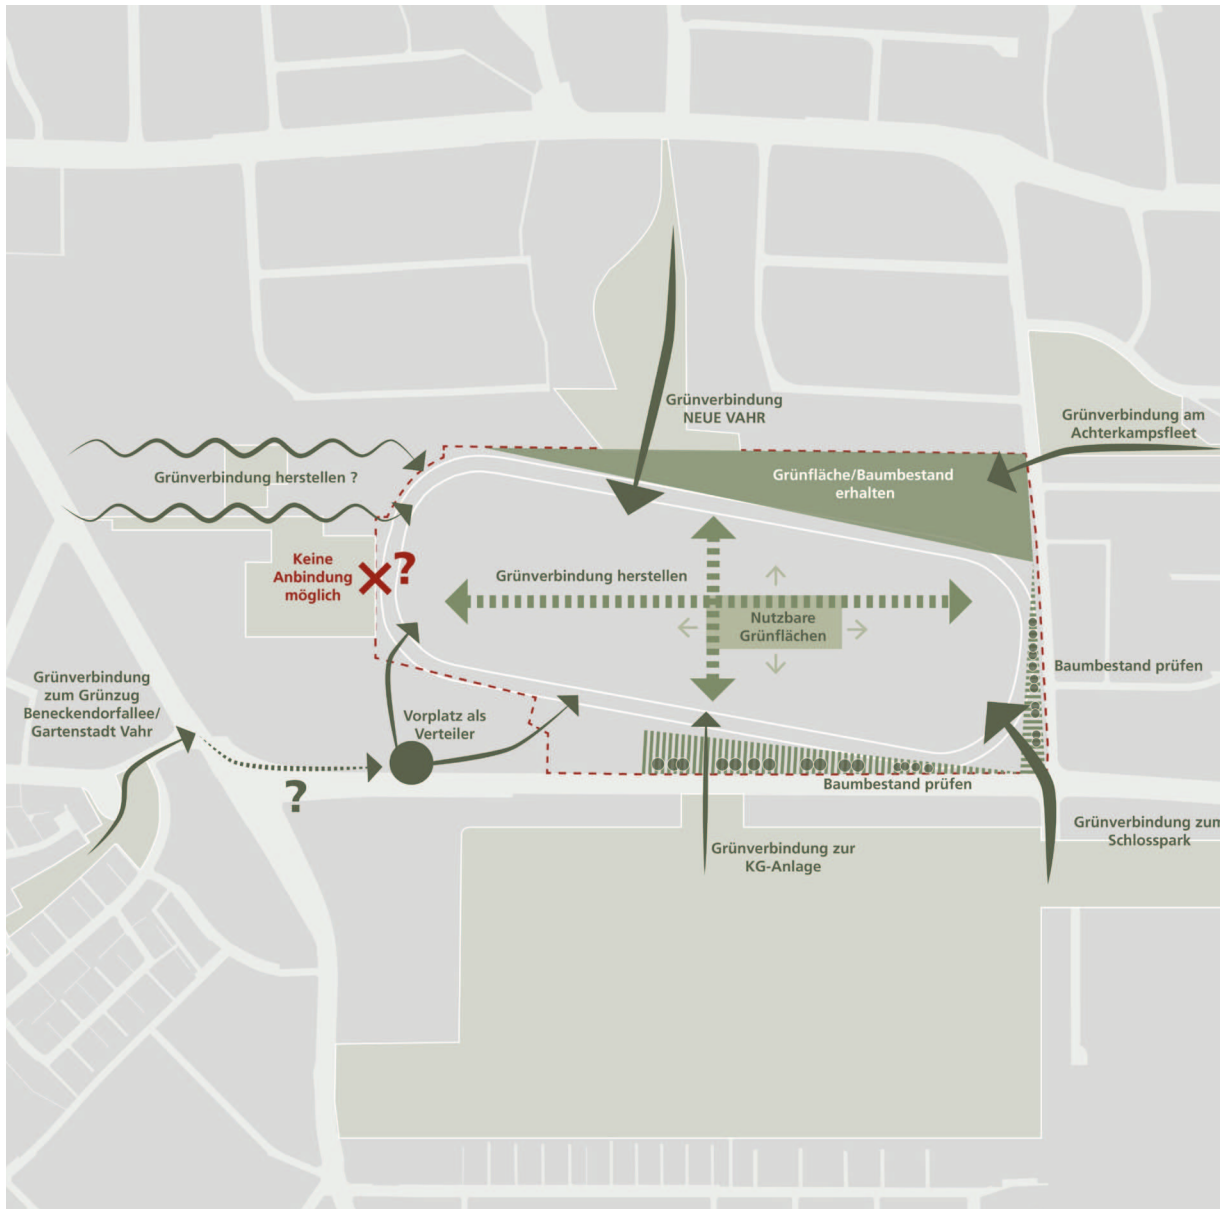 Grünverbindung
NEUE VAHR
Grünverbindung am
Achterkampsfleet
Grünverbindung herstellen ?
Grünfläche/Baumbestand
erhalten
Keine
Anbindung
möglich
?
Grünverbindung herstellen
Nutzbare
Grünflächen
Baumbestand prüfen
Grünverbindung
zum Grünzug
Beneckendorfallee/
Gartenstadt Vahr
Vorplatz als
Verteiler
?
Baumbestand prüfen
Grünverbindung zur
KG-Anlage
Grünverbindung zum
Schlosspark